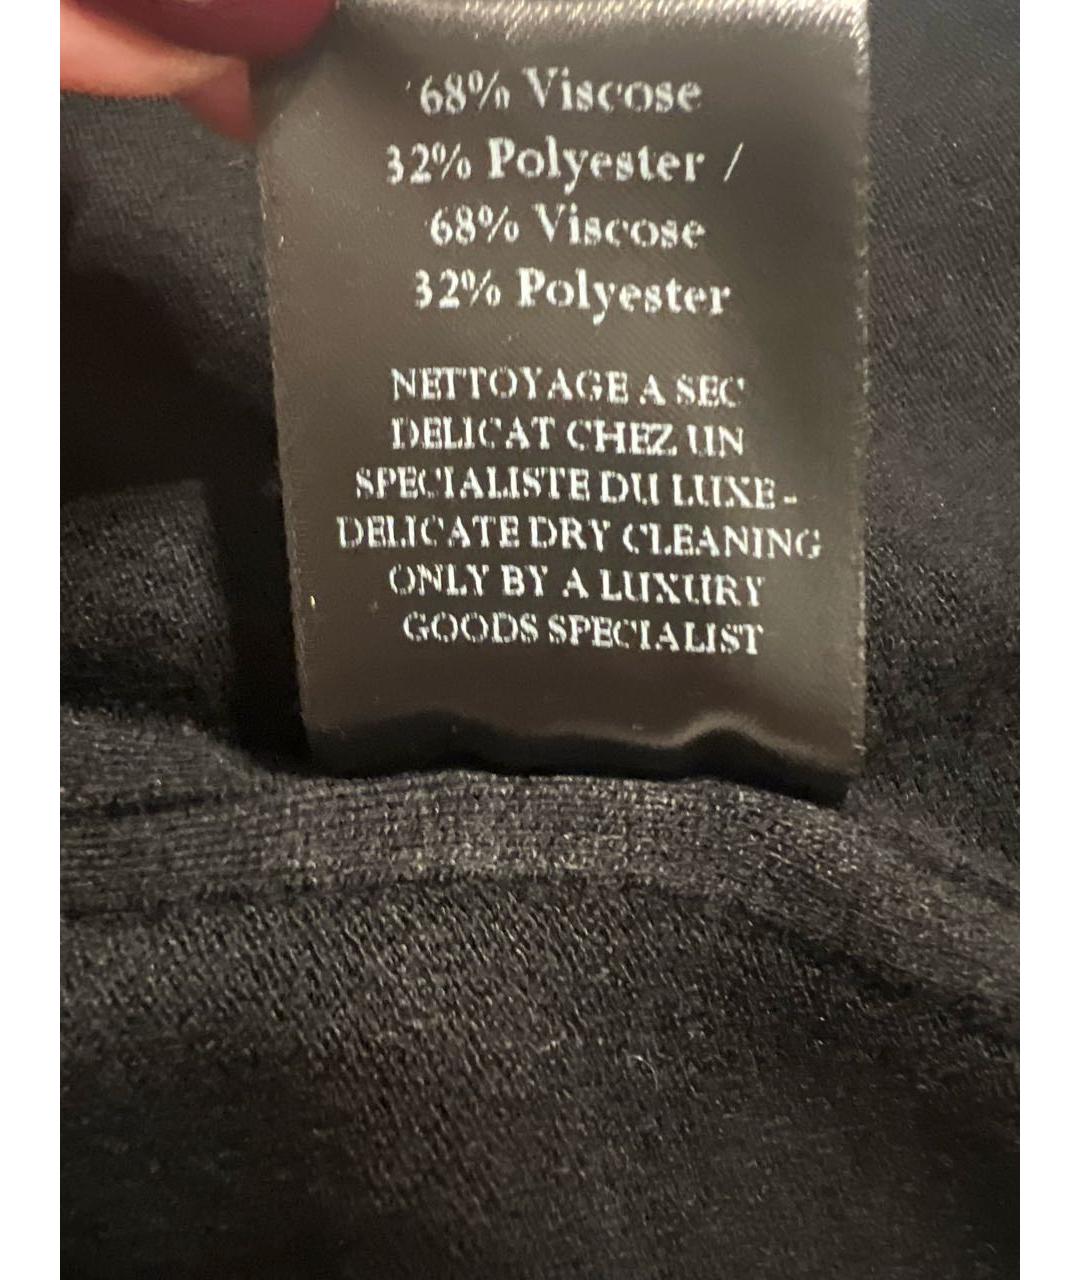 68% Viscose
32% Polyester /
68% Viscose
32% Polyester
NETTOYAGE A SEC
DELICAT CHEZ UN
SPECIALISTE DU LUXE -
DELICATE DRY CLEANING
ONLY BY A LUXURY
GOODS SPECIALIST